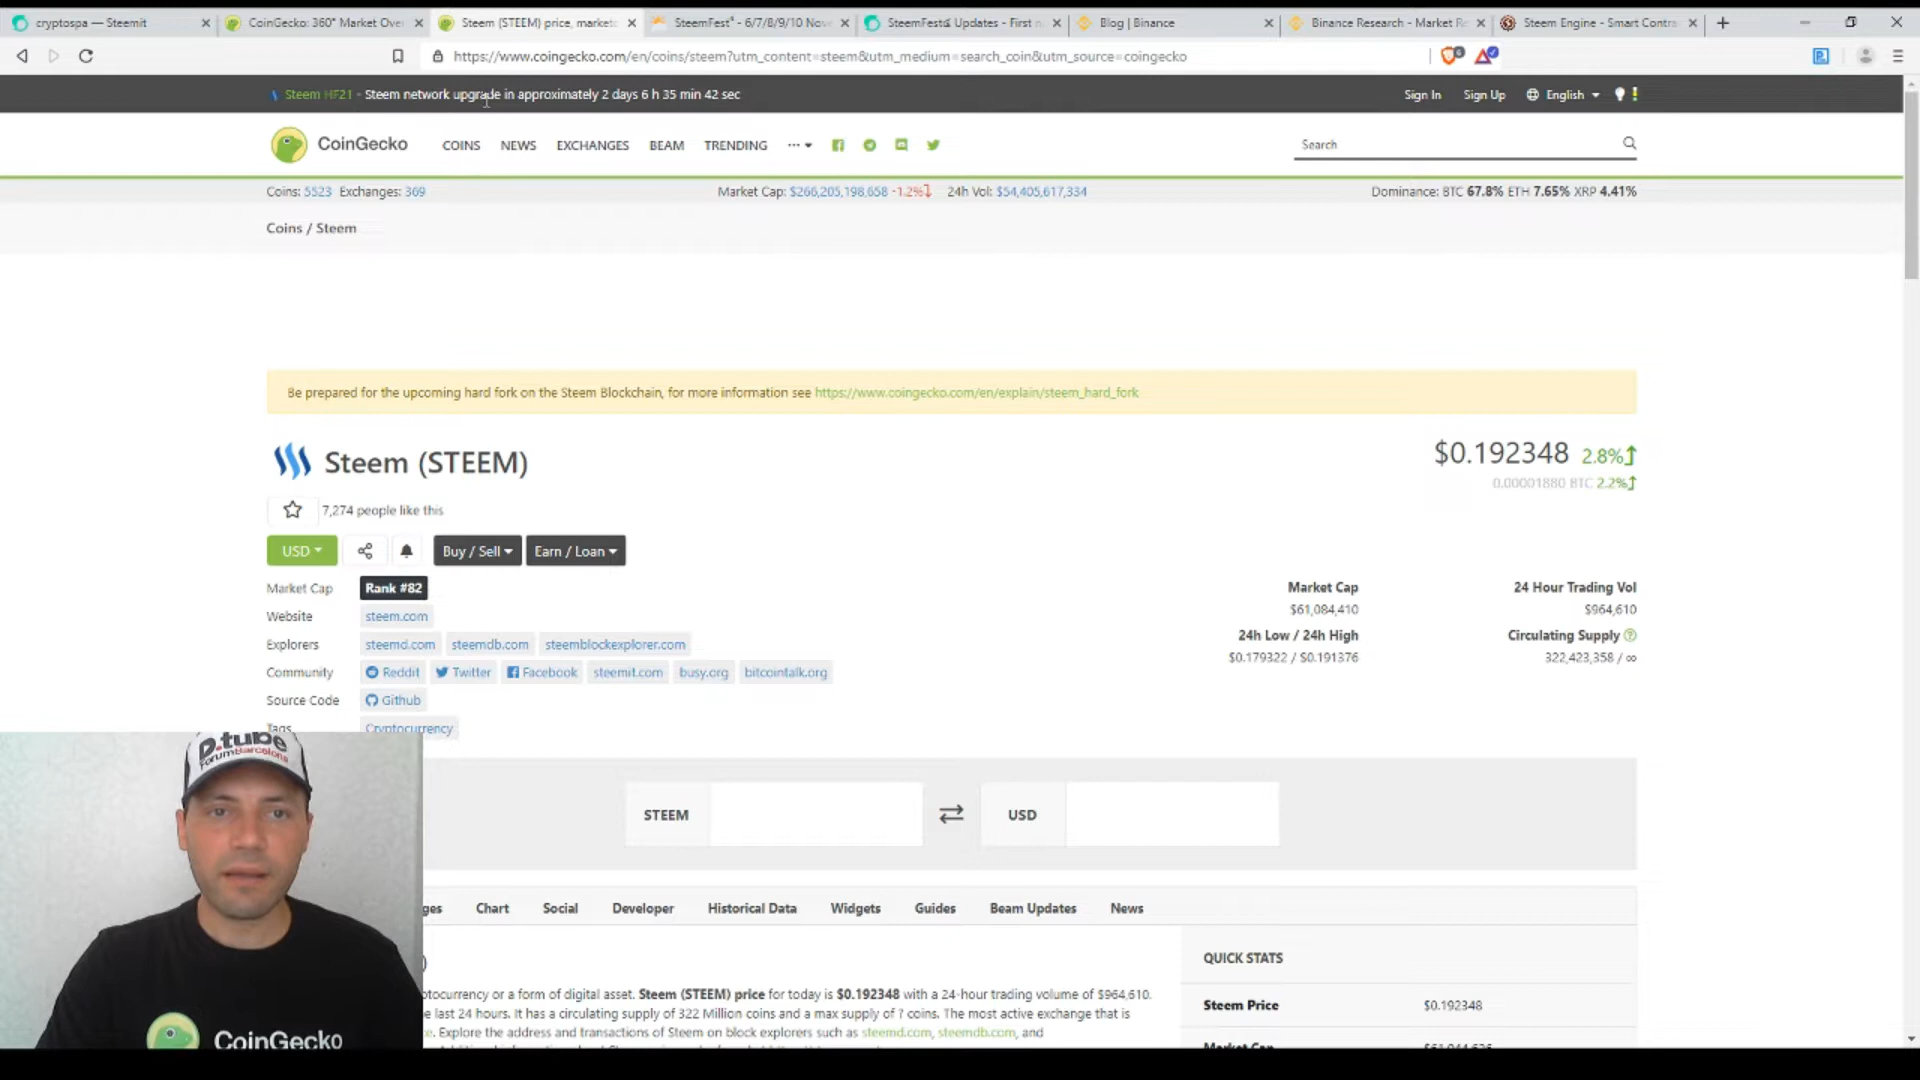 cryptospa — Steemit
CoinGecko: 360° Market Over
Steem (STEEM) price, marketc
SteemFest⁴ - 6/7/8/9/10 Nov
SteemFest⁴ Updates - First
Blog | Binance
Binance Research - Market Re
Steem Engine - Smart Contra
https://www.coingecko.com/en/coins/steem?utm_content=steem&utm_medium=search_coin&utm_source=coingecko
Steem HF21 - Steem network upgrade in approximately 2 days 6 h 35 min 42 sec
Sign In Sign Up English
CoinGecko COINS NEWS EXCHANGES BEAM TRENDING ... Search
Coins: 5523 Exchanges: 369 Market Cap: $266,205,198,658 -1.2% 24h Vol: $54,405,617,334 Dominance: BTC 67.8% ETH 7.65% XRP 4.41%
Coins / Steem
Be prepared for the upcoming hard fork on the Steem Blockchain, for more information see https://www.coingecko.com/en/explain/steem_hard_fork
Steem (STEEM)
$0.192348 2.8%
0.00001880 BTC 2.2%
7,274 people like this
USD Buy / Sell Earn / Loan
Market Cap Rank #82
Website steem.com
Explorers steemd.com steemdb.com steemblockexplorer.com
Community Reddit Twitter Facebook steemit.com busy.org bitcointalk.org
Source Code Github
Tags Cryptocurrency
Market Cap
$61,084,410
24 Hour Trading Vol
$964,610
24h Low / 24h High
$0.179322 / $0.191376
Circulating Supply
322,423,358 / ∞
STEEM USD
ges Chart Social Developer Historical Data Widgets Guides Beam Updates News
)
tocurrency or a form of digital asset. Steem (STEEM) price for today is $0.192348 with a 24-hour trading volume of $964,610.
e last 24 hours. It has a circulating supply of 322 Million coins and a max supply of ? coins. The most active exchange that is
e. Explore the address and transactions of Steem on block explorers such as steemd.com, steemdb.com, and
QUICK STATS
Steem Price $0.192348
Market Cap
D.tube
ForumBarcelona
CoinGecko